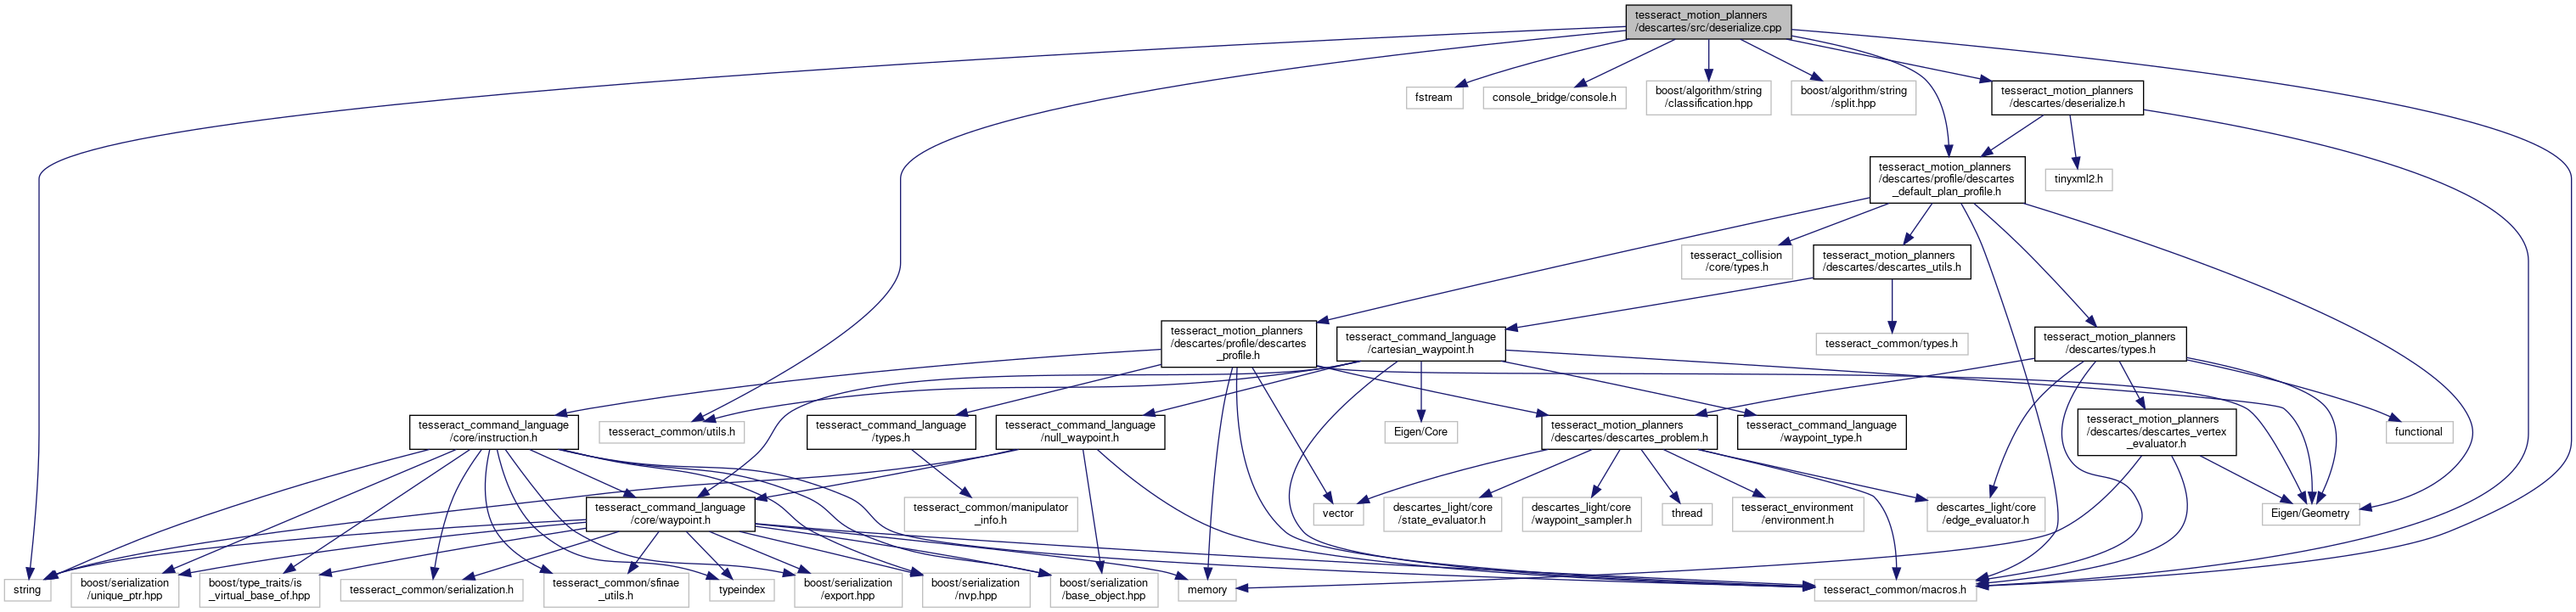 tesseract_motion_planners
/descartes/src/deserialize.cpp
fstream
console_bridge/console.h
boost/algorithm/string
/classification.hpp
boost/algorithm/string
/split.hpp
tesseract_motion_planners
/descartes/deserialize.h
tesseract_motion_planners
/descartes/profile/descartes
_default_plan_profile.h
tinyxml2.h
tesseract_collision
/core/types.h
tesseract_motion_planners
/descartes/descartes_utils.h
tesseract_motion_planners
/descartes/profile/descartes
_profile.h
tesseract_command_language
/cartesian_waypoint.h
tesseract_common/types.h
tesseract_motion_planners
/descartes/types.h
tesseract_command_language
/core/instruction.h
tesseract_common/utils.h
tesseract_command_language
/types.h
tesseract_command_language
/null_waypoint.h
Eigen/Core
tesseract_motion_planners
/descartes/descartes_problem.h
tesseract_command_language
/waypoint_type.h
tesseract_motion_planners
/descartes/descartes_vertex
_evaluator.h
functional
tesseract_command_language
/core/waypoint.h
tesseract_common/manipulator
_info.h
vector
descartes_light/core
/state_evaluator.h
descartes_light/core
/waypoint_sampler.h
thread
tesseract_environment
/environment.h
descartes_light/core
/edge_evaluator.h
Eigen/Geometry
string
boost/serialization
/unique_ptr.hpp
boost/type_traits/is
_virtual_base_of.hpp
tesseract_common/serialization.h
tesseract_common/sfinae
_utils.h
typeindex
boost/serialization
/export.hpp
boost/serialization
/nvp.hpp
boost/serialization
/base_object.hpp
memory
tesseract_common/macros.h